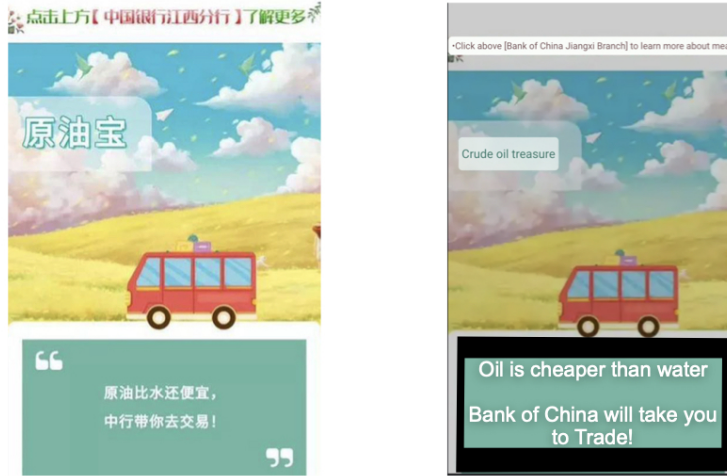 点击上方【中国银行江西分行】了解更多
原油宝
“
原油比水还便宜，
中行带你去交易！
”
•Click above [Bank of China Jiangxi Branch] to learn more about
Crude oil treasure
Oil is cheaper than water
Bank of China will take you
to Trade!